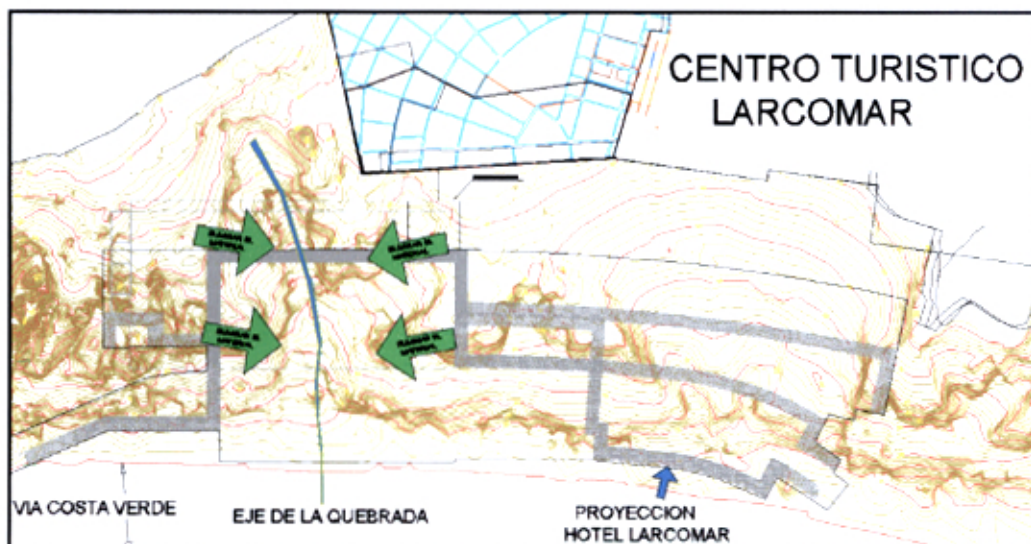 CENTRO TURISTICO
LARCOMAR
VIA COSTA VERDE
EJE DE LA QUEBRADA
PROYECCION
HOTEL LARCOMAR